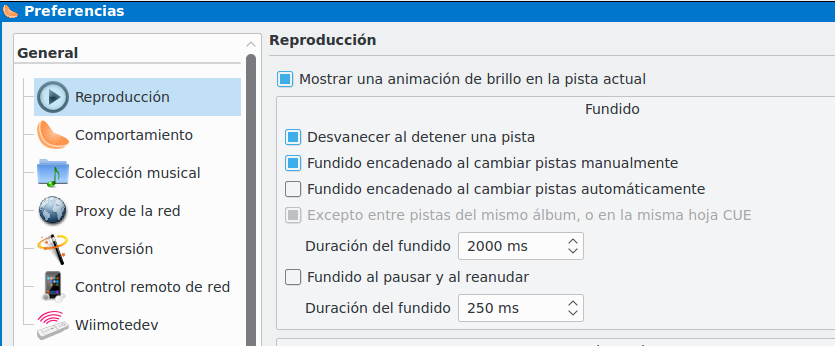 Preferencias
General
Reproducción
Comportamiento
Colección musical
Proxy de la red
Conversión
Control remoto de red
Wiimotedev
Reproducción
Mostrar una animación de brillo en la pista actual
Fundido
Desvanecer al detener una pista
Fundido encadenado al cambiar pistas manualmente
Fundido encadenado al cambiar pistas automáticamente
Excepto entre pistas del mismo álbum, o en la misma hoja CUE
Duración del fundido 2000 ms
Fundido al pausar y al reanudar
Duración del fundido 250 ms